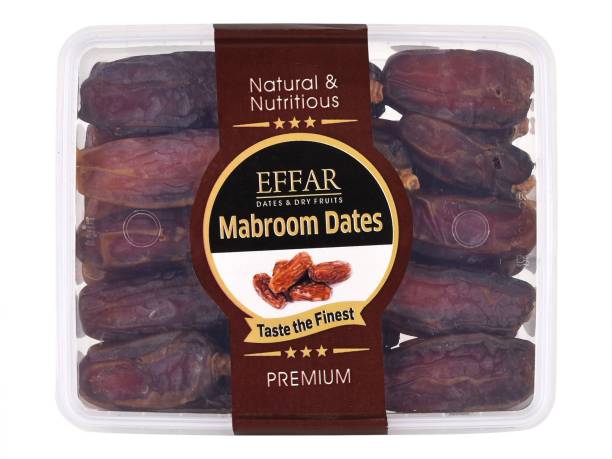 Natural &
Nutritious
EFFAR
DATES & DRY FRUITS
Mabroom Dates
Taste the Finest
PREMIUM